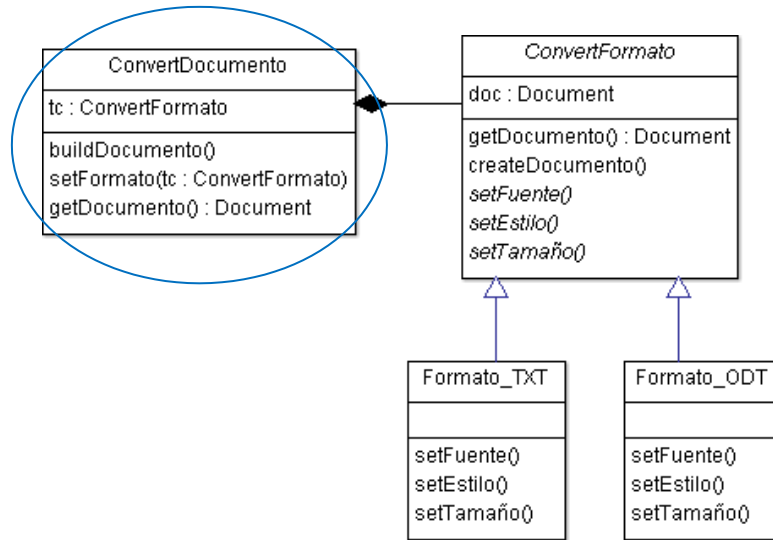 ConvertDocumento
tc : ConvertFormato
buildDocumento()
setFormato(tc : ConvertFormato)
getDocumento() : Document
ConvertFormato
doc : Document
getDocumento() : Document
createDocumento()
setFuente()
setEstilo()
setTamaño()
Formato_TXT
setFuente()
setEstilo()
setTamaño()
Formato_ODT
setFuente()
setEstilo()
setTamaño()